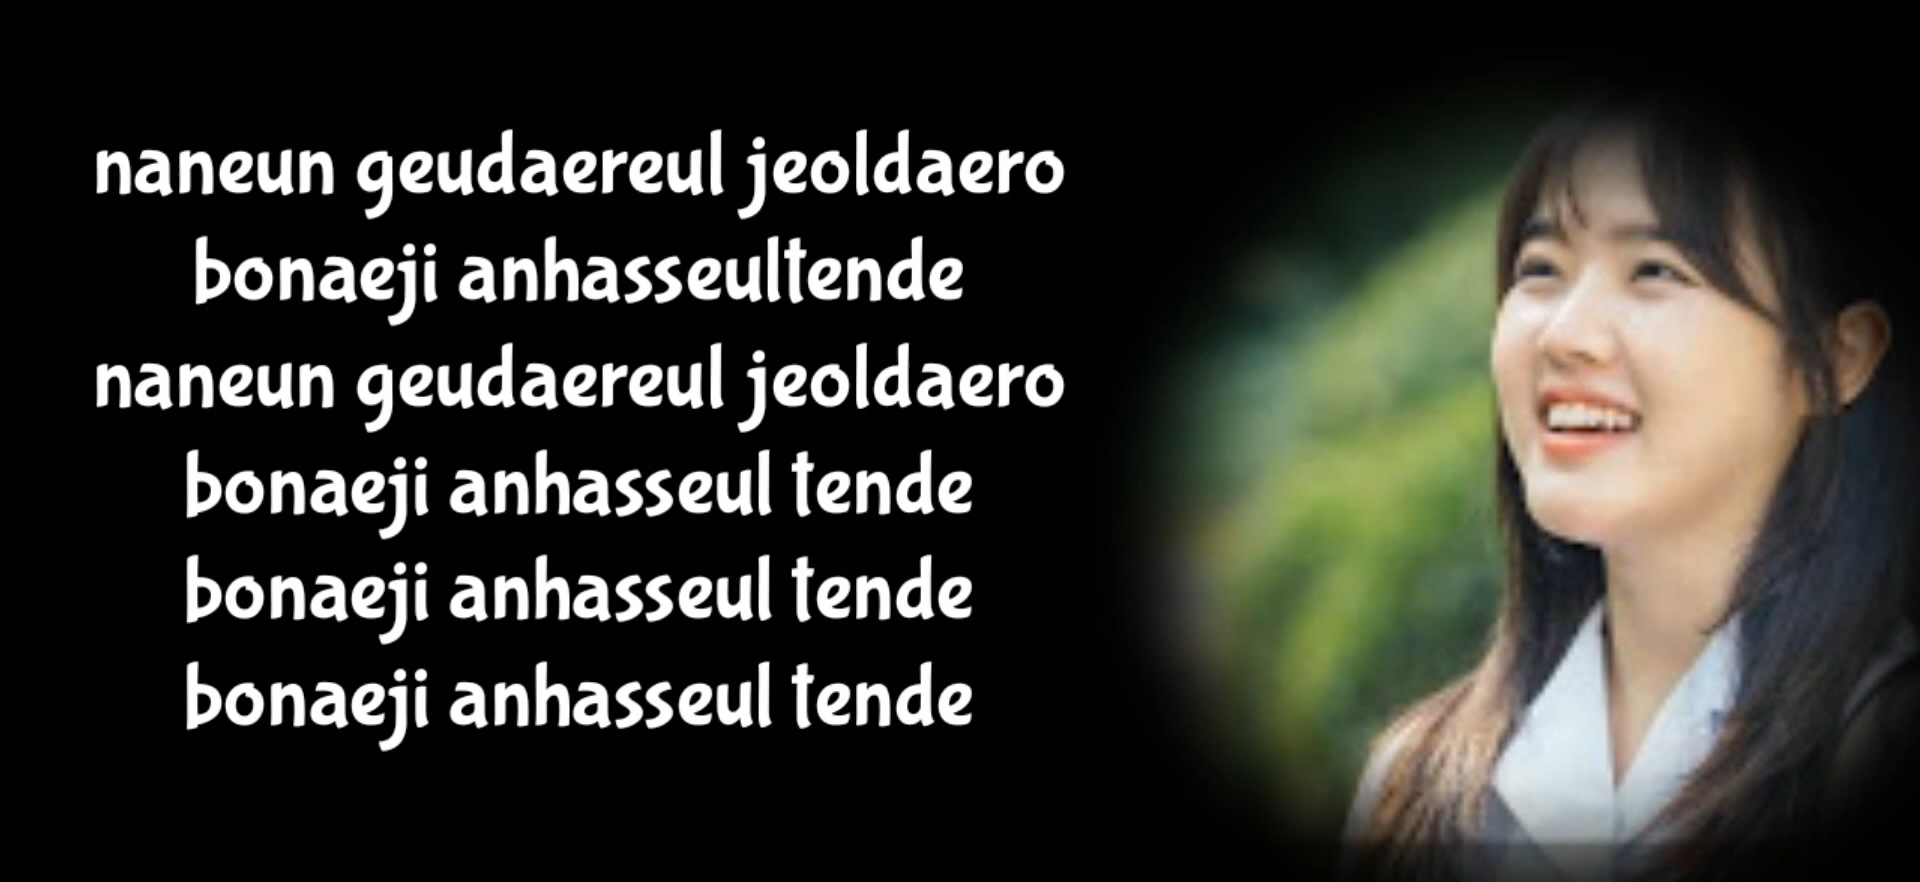 naneun geudaereul jeoldaero
bonaeji anhasseultende
naneun geudaereul jeoldaero
bonaeji anhasseul tende
bonaeji anhasseul tende
bonaeji anhasseul tende